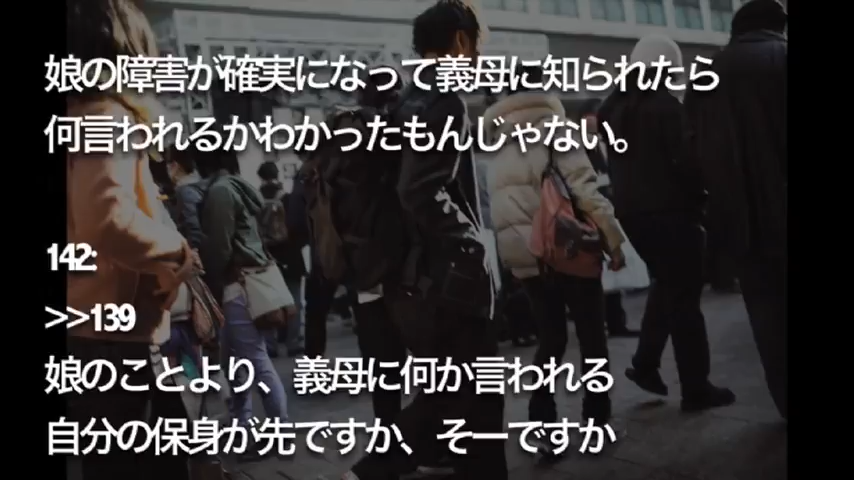 娘の障害が確実になって義母に知られたら
何言われるかわかったもんじゃない。
142:
>>139
娘のことより、義母に何か言われる
自分の保身が先ですか、そーですか